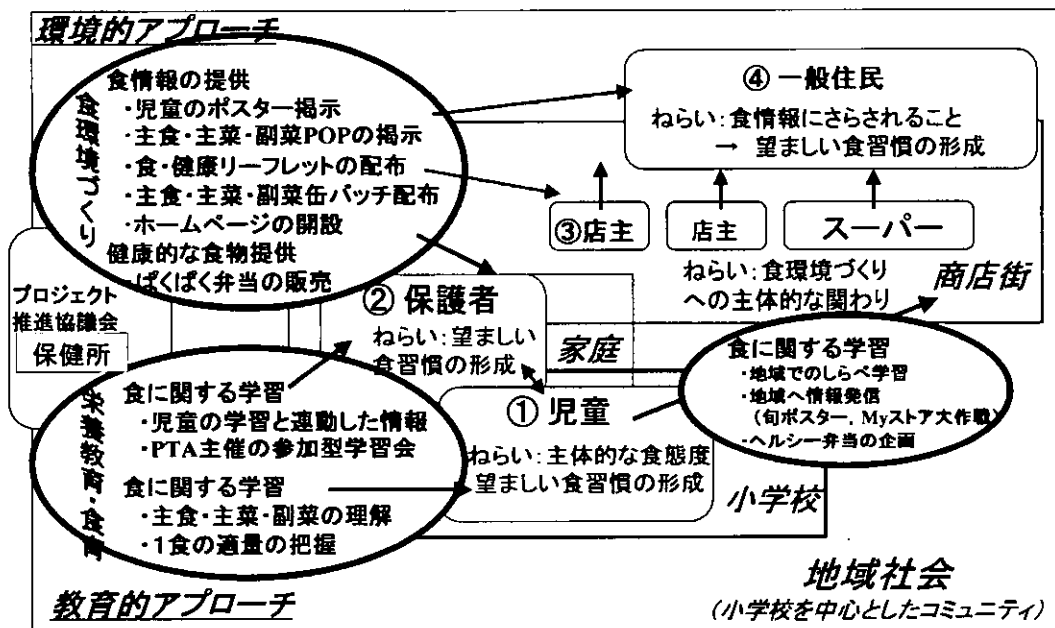 環境的アプローチ
食環境づくり
食情報の提供
・児童のポスター掲示
・主食・主菜・副菜POPの掲示
・食・健康リーフレットの配布
・主食・主菜・副菜缶バッチ配布
・ホームページの開設
健康的な食物提供
・ぱくぱく弁当の販売
④ 一般住民
ねらい：食情報にさらされること
→ 望ましい食習慣の形成
③店主
店主
スーパー
ねらい：食環境づくり
への主体的な関わり
商店街
プロジェクト
推進協議会
保健所
② 保護者
ねらい：望ましい
食習慣の形成
家庭
① 児童
ねらい：主体的な食態度
望ましい食習慣の形成
小学校
食に関する学習
・地域でのしらべ学習
・地域へ情報発信
（旬ポスター，Myストア大作戦）
・ヘルシー弁当の企画
栄養教育・食育
食に関する学習
・児童の学習と連動した情報
・PTA主催の参加型学習会
食に関する学習
・主食・主菜・副菜の理解
・1食の適量の把握
教育的アプローチ
地域社会
（小学校を中心としたコミュニティ）